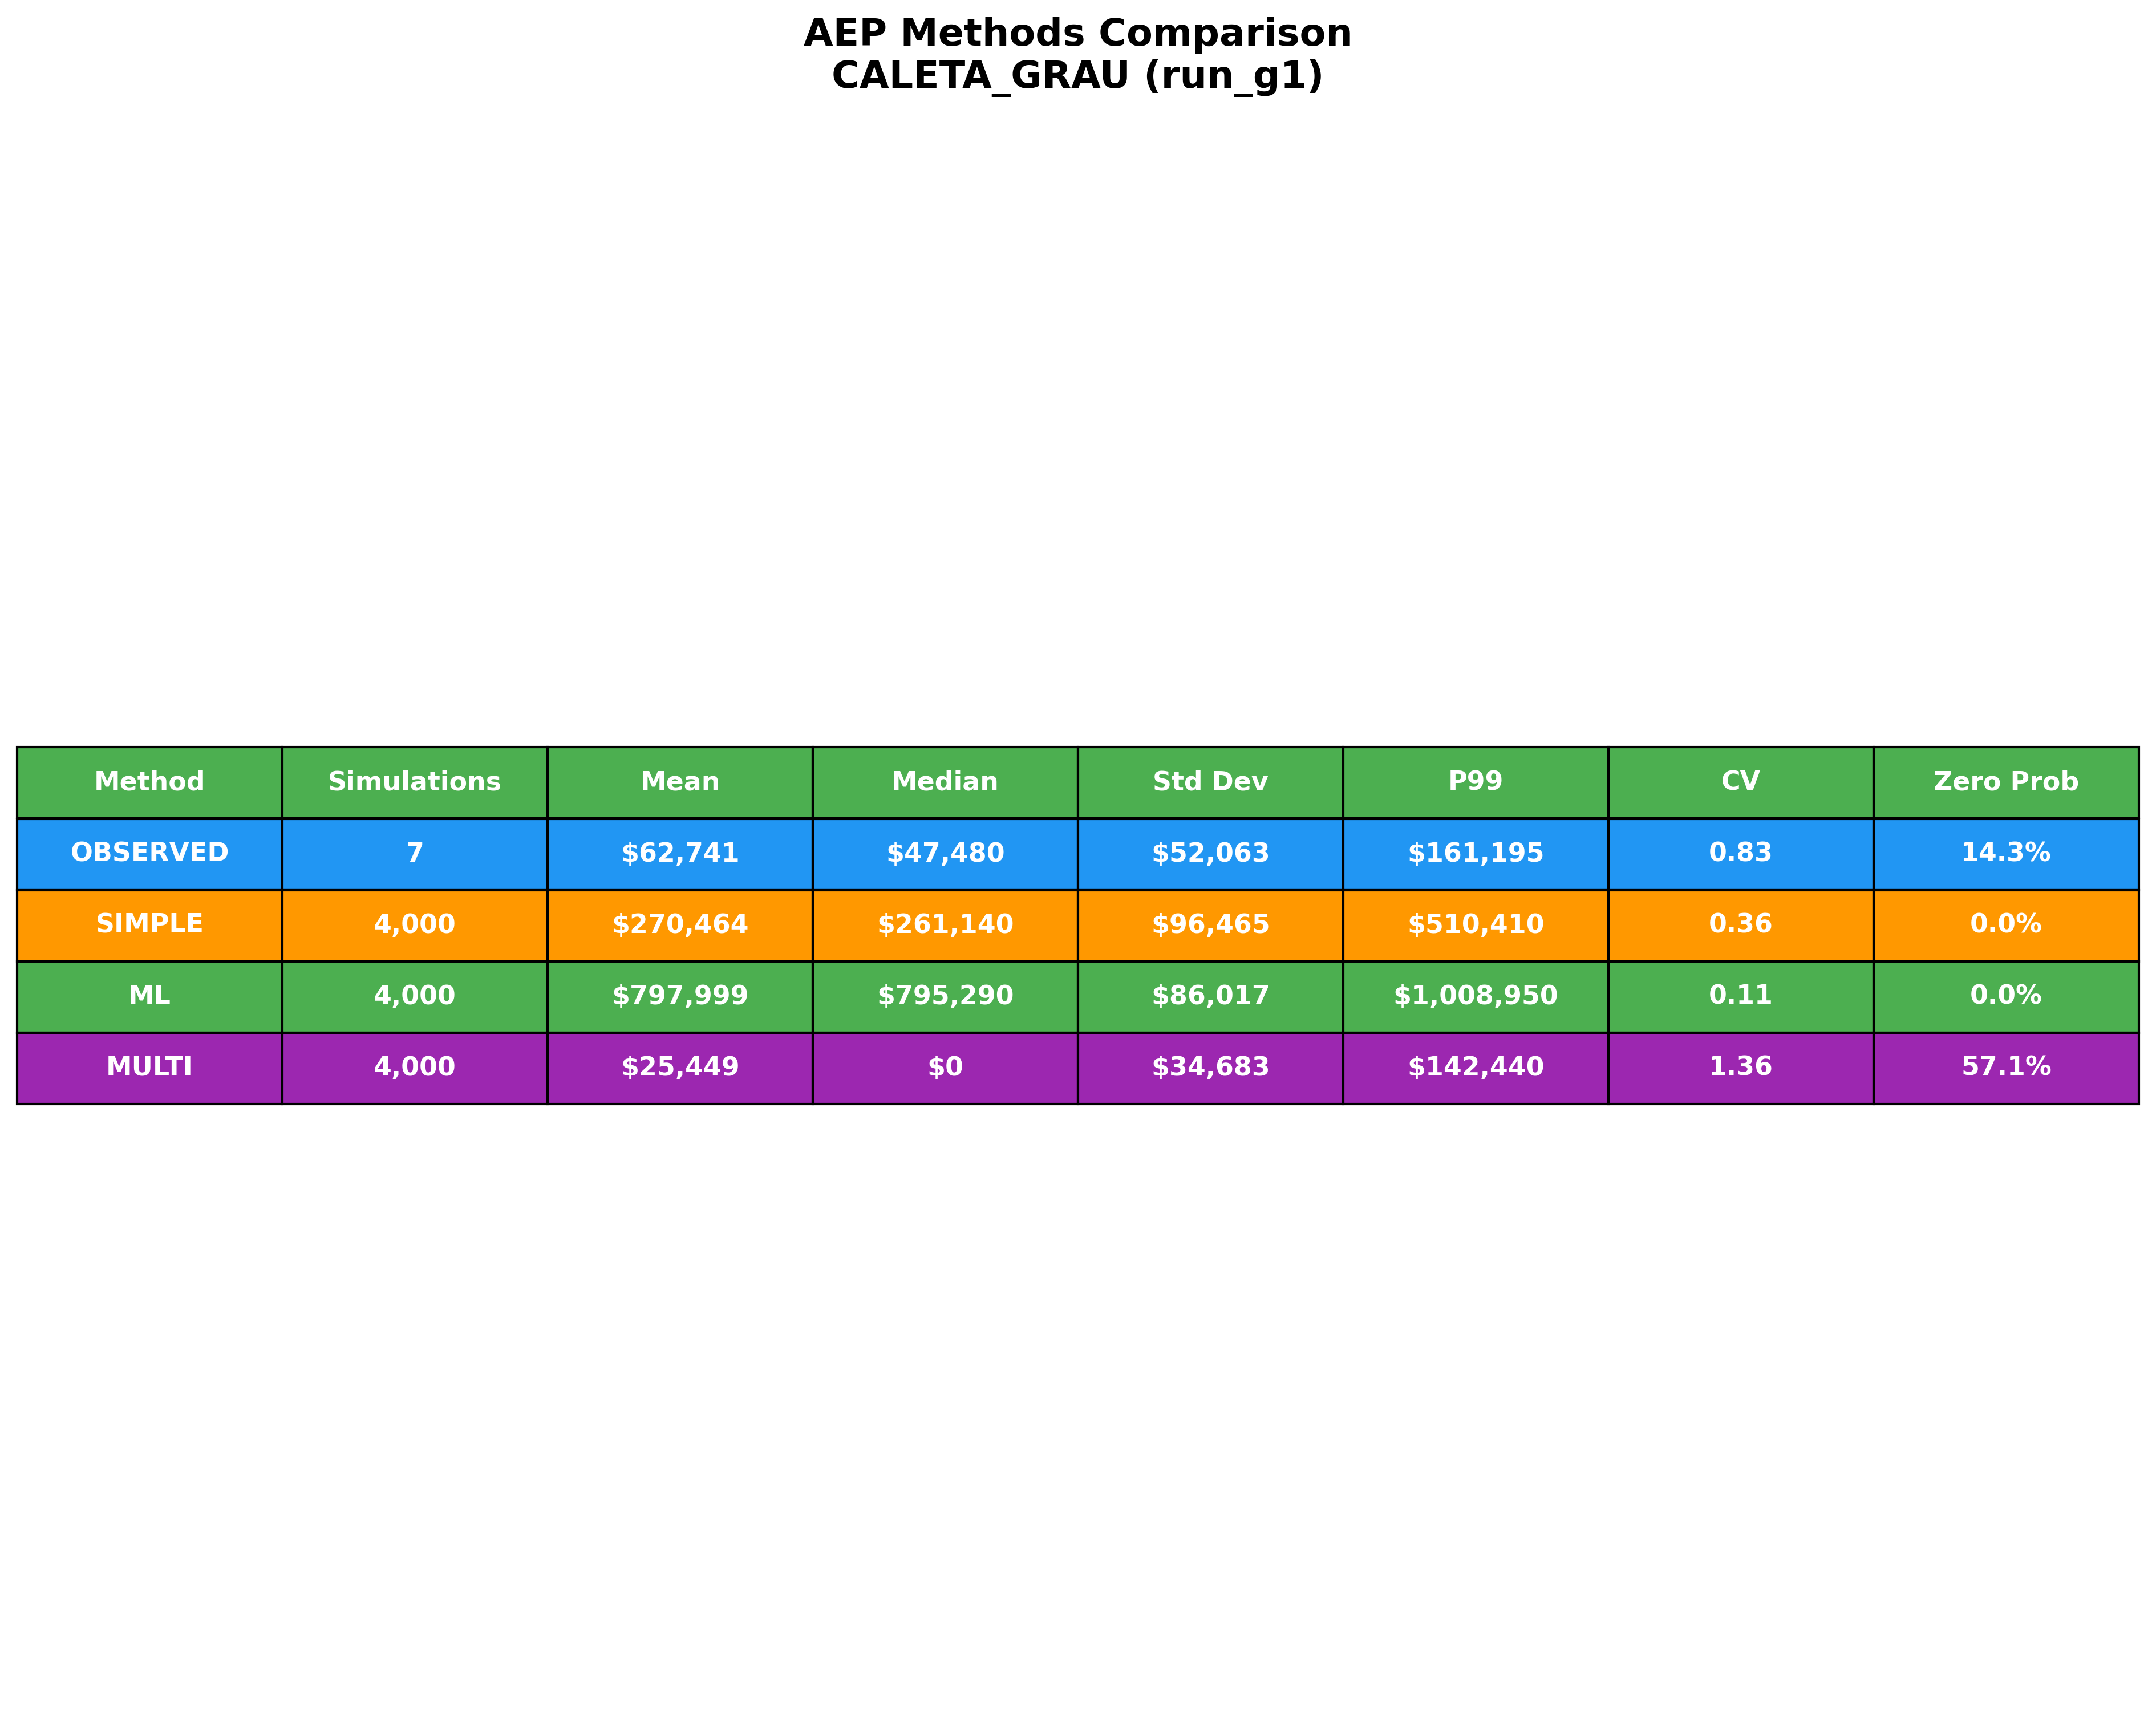 AEP Methods Comparison
CALETA_GRAU (run_g1)
Method Simulations Mean Median Std Dev P99 CV Zero Prob
OBSERVED 7 $62,741 $47,480 $52,063 $161,195 0.83 14.3%
SIMPLE 4,000 $270,464 $261,140 $96,465 $510,410 0.36 0.0%
ML 4,000 $797,999 $795,290 $86,017 $1,008,950 0.11 0.0%
MULTI 4,000 $25,449 $0 $34,683 $142,440 1.36 57.1%